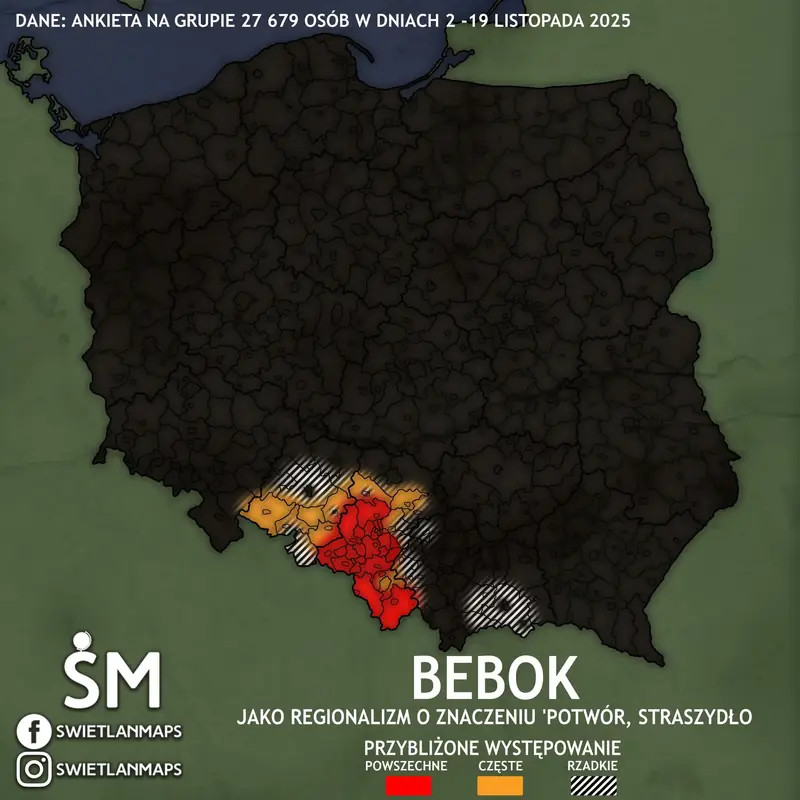 DANE: ANKIETA NA GRUPIE 27 679 OSÓB W DNIACH 2 -19 LISTOPADA 2025
ŚM
SWIETLANMAPS
SWIETLANMAPS
BEBOK
JAKO REGIONALIZM O ZNACZENIU 'POTWÓR, STRASZYDŁO
PRZYBLIŻONE WYSTĘPOWANIE
POWSZECHNE CZĘSTE RZADKIE